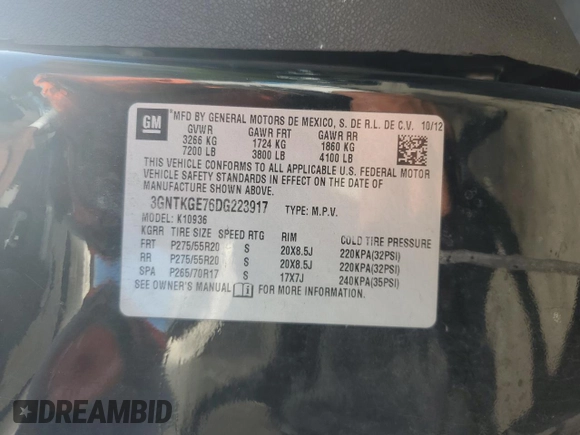 GM
*MFD BY GENERAL MOTORS DE MEXICO, S. DE R.L. DE C.V. 10/12
GVWR GAWR FRT GAWR RR
3266 KG 1724 KG 1860 KG
7200 LB 3800 LB 4100 LB
THIS VEHICLE CONFORMS TO ALL APPLICABLE U.S. FEDERAL MOTOR
VEHICLE SAFETY STANDARDS IN EFFECT ON THE DATE OF
MANUFACTURE SHOWN ABOVE.
3GNTKGE76DG223917 TYPE: M.P.V
MODEL: K10936
KGRR TIRE SIZE SPEED RTG RIM COLD TIRE PRESSURE
FRT P275/55R20 S 20X8.5J 220KPA(32PSI)
RR P275/55R20 S 20X8.5J 220KPA(32PSI)
SPA P265/70R17 S 17X7J 240KPA(35PSI)
SEE OWNER'S MANUAL FOR MORE INFORMATION.
DREAMBID